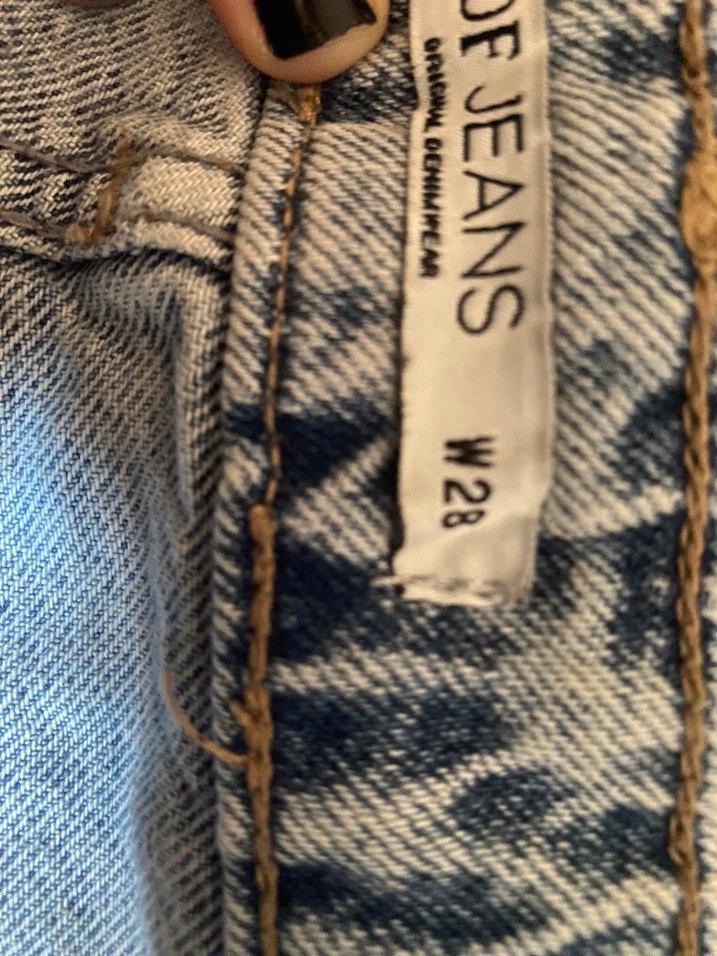 OF JEANS
ORIGINAL DENIMWEAR
W 28